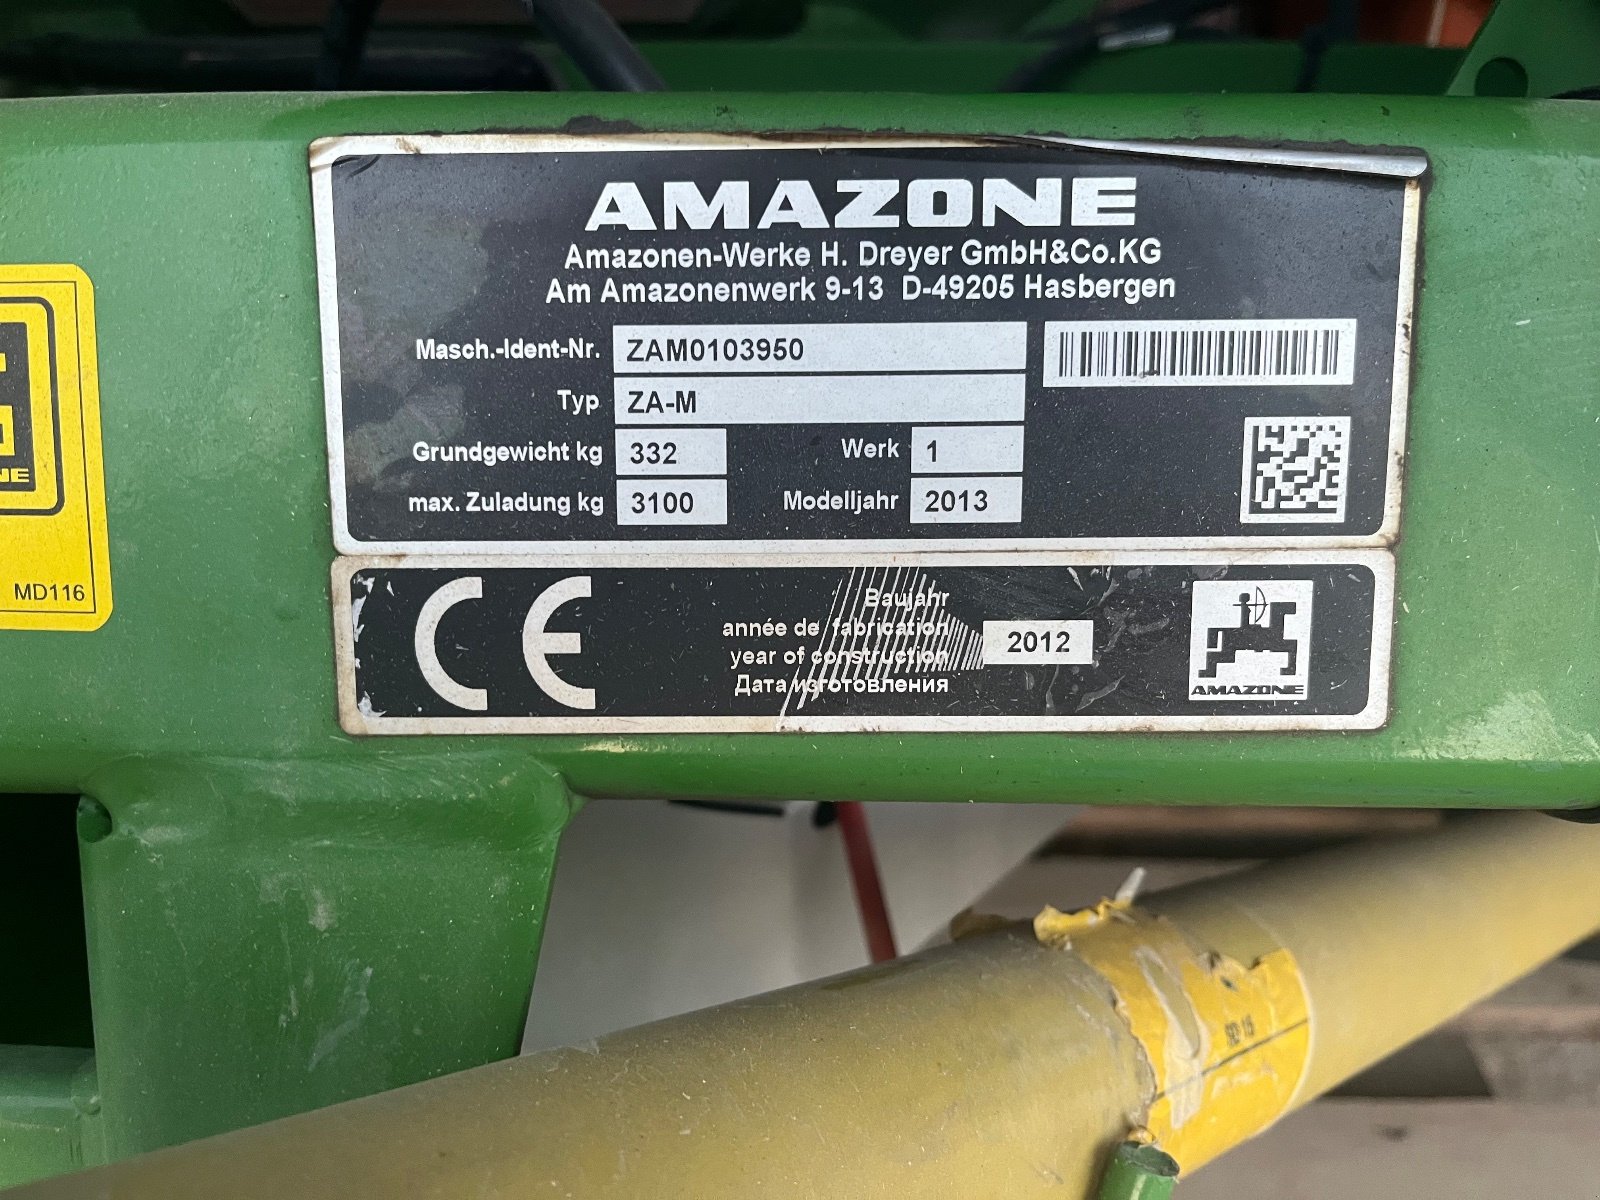 AMAZONE
Amazonen-Werke H. Dreyer GmbH&Co.KG
Am Amazonenwerk 9-13 D-49205 Hasbergen
Masch.-Ident-Nr. ZAM0103950
Typ ZA-M
Grundgewicht kg 332 Werk 1
max. Zuladung kg 3100 Modelljahr 2013
CE
Baujahr
année de fabrication
year of construction
Дата изготовления
2012
AMAZONE
NE
MD116